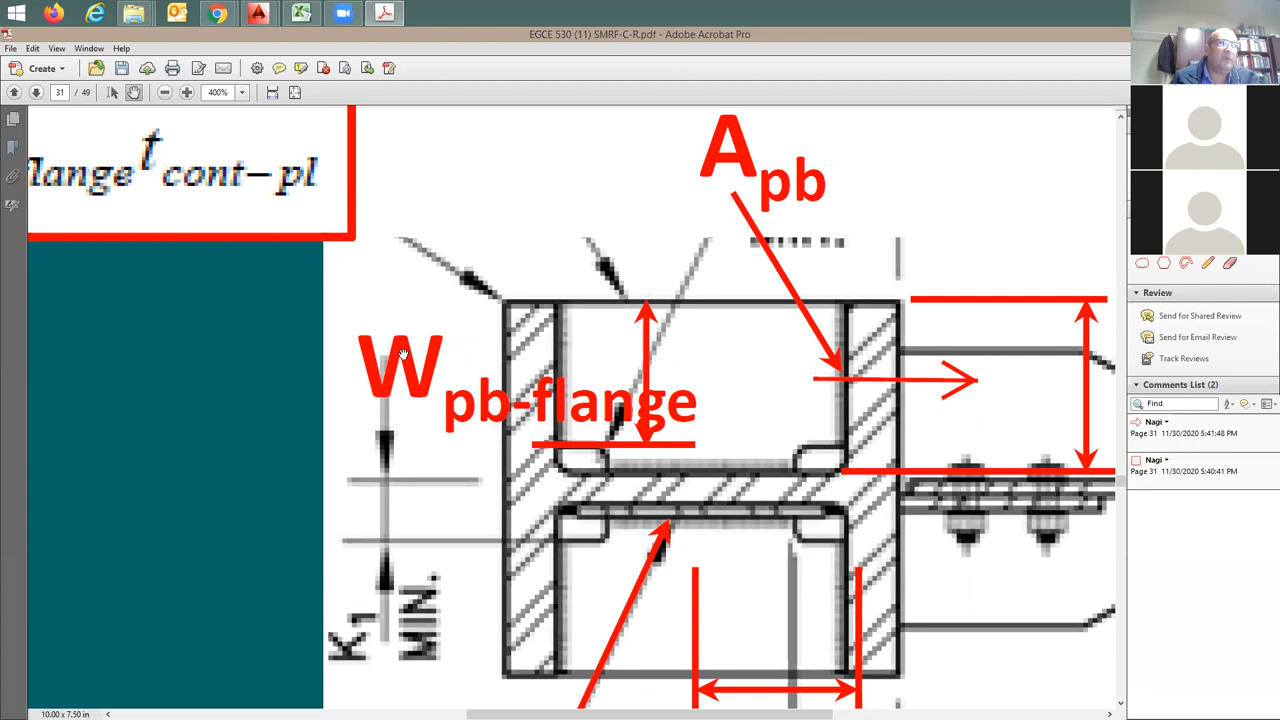 EGCE 530 (11) SMRF-C-R.pdf - Adobe Acrobat Pro
File Edit View Window Help
Create
31 / 49 400%
flange t cont-pl
A pb
W pb-flange
K1
MIN.
Review
Send for Shared Review
Send for Email Review
Track Reviews
Comments List (2)
Find
Nagi
Page 31 11/30/2020 5:41:48 PM
Nagi
Page 31 11/30/2020 5:40:41 PM
10.00 x 7.50 in